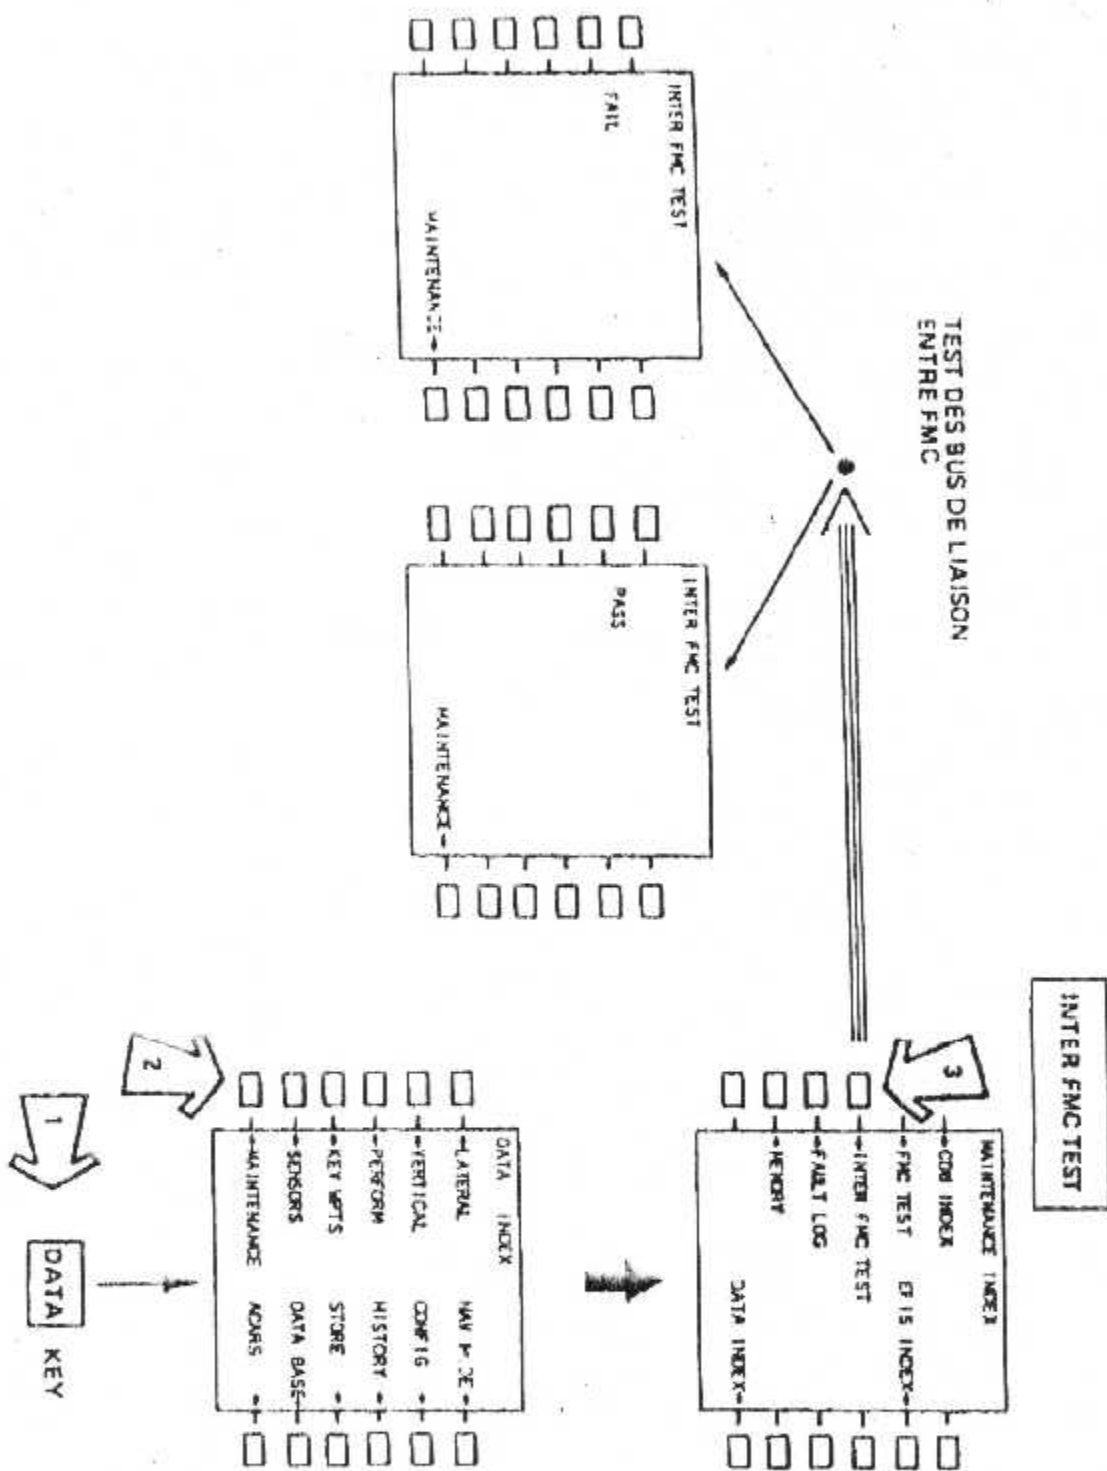 INTER FMC TEST
MAINTENANCE INDEX
CDU INDEX
FMC TEST EFIS INDEX
INTER FMC TEST
FAULT LOG
MEMORY
DATA INDEX
3
TEST DES BUS DE LIAISON
ENTRE FMC
INTER FMC TEST
FAIL
MAINTENANCE
INTER FMC TEST
PASS
MAINTENANCE
DATA INDEX
LATERAL
VERTICAL CONFIG
PERFORM HISTORY
KEY WPTS STORE
SENSORS DATA BASE
MAINTENANCE ACARS
2
1
DATA KEY